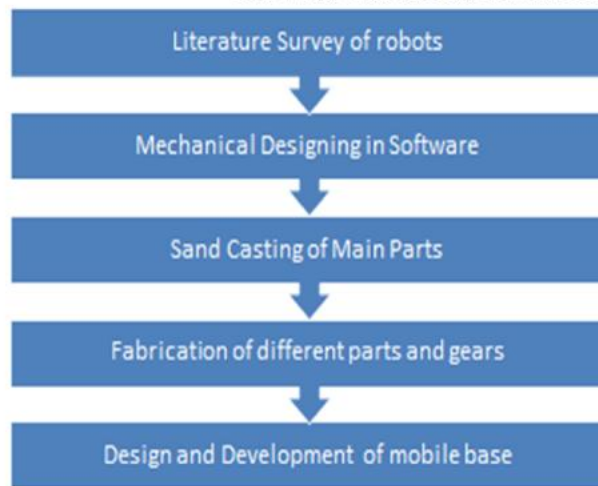 Literature Survey of robots
Mechanical Designing in Software
Sand Casting of Main Parts
Fabrication of different parts and gears
Design and Development of mobile base